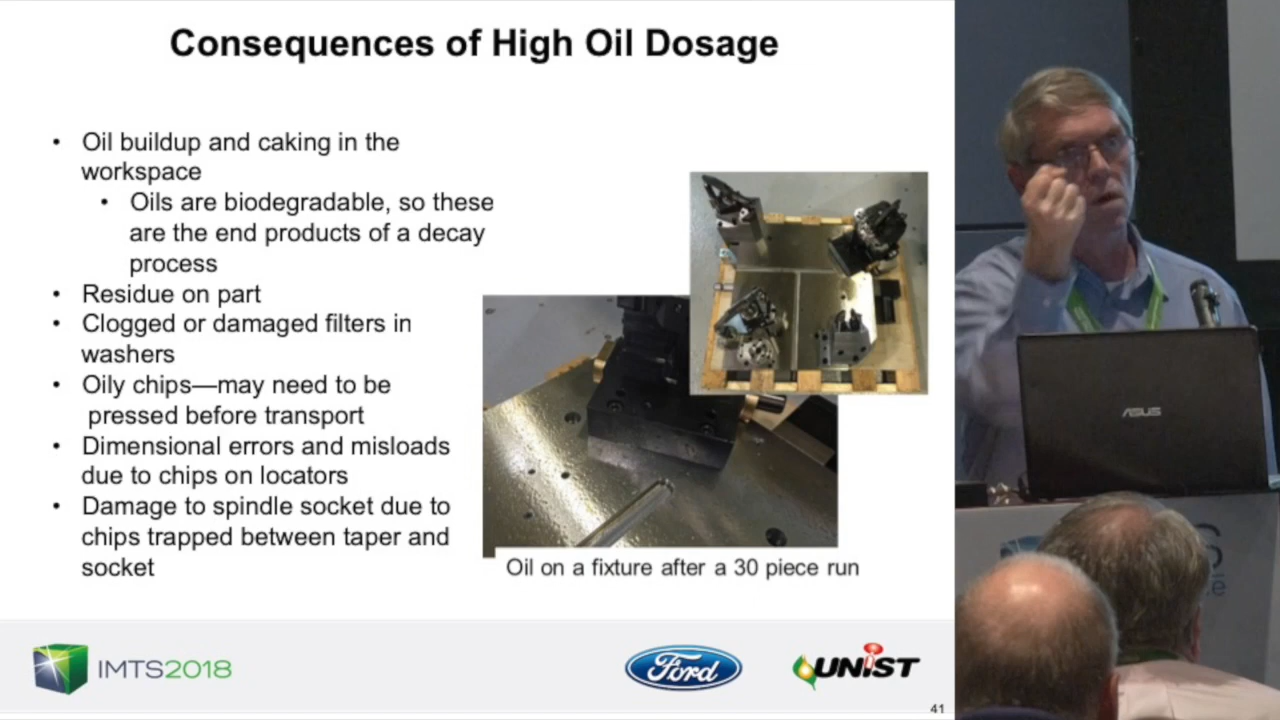 Consequences of High Oil Dosage
• Oil buildup and caking in the
workspace
• Oils are biodegradable, so these
are the end products of a decay
process
• Residue on part
• Clogged or damaged filters in
washers
• Oily chips—may need to be
pressed before transport
• Dimensional errors and misloads
due to chips on locators
• Damage to spindle socket due to
chips trapped between taper and
socket
Oil on a fixture after a 30 piece run
IMTS2018
Ford
UNIST
41
ASUS